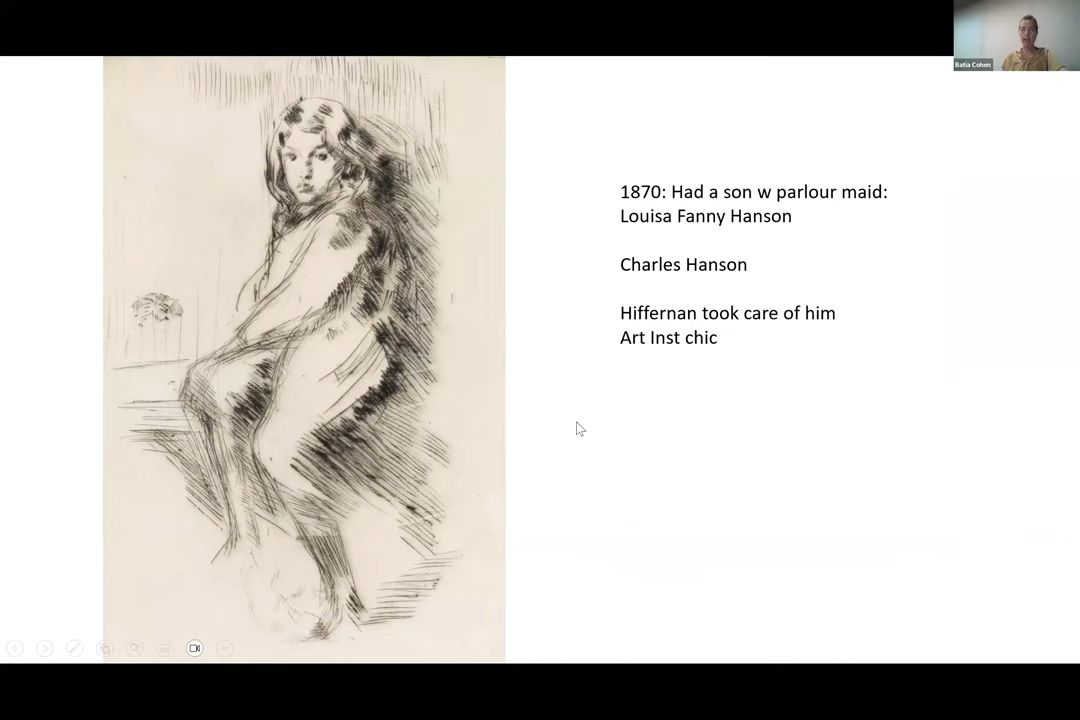 Batia Cohen
1870: Had a son w parlour maid:
Louisa Fanny Hanson
Charles Hanson
Hiffernan took care of him
Art Inst chic